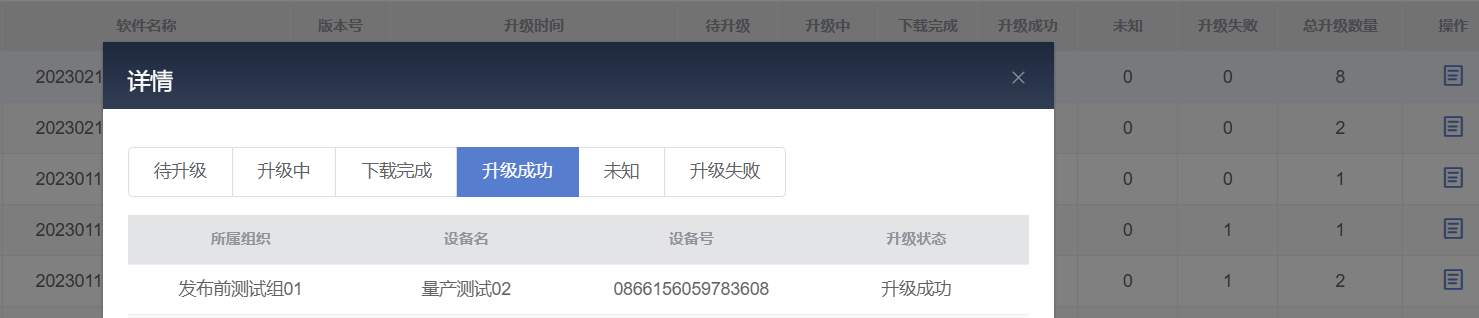 软件名称 版本号 升级时间 待升级 升级中 下载完成 升级成功 未知 升级失败 总升级数量 操作
详情
2023021 0 0 8
2023021 0 0 2
待升级 升级中 下载完成 升级成功 未知 升级失败
2023011 0 0 1
2023011 0 1 1
所属组织 设备名 设备号 升级状态
2023011 0 1 2
发布前测试组01 量产测试02 0866156059783608 升级成功